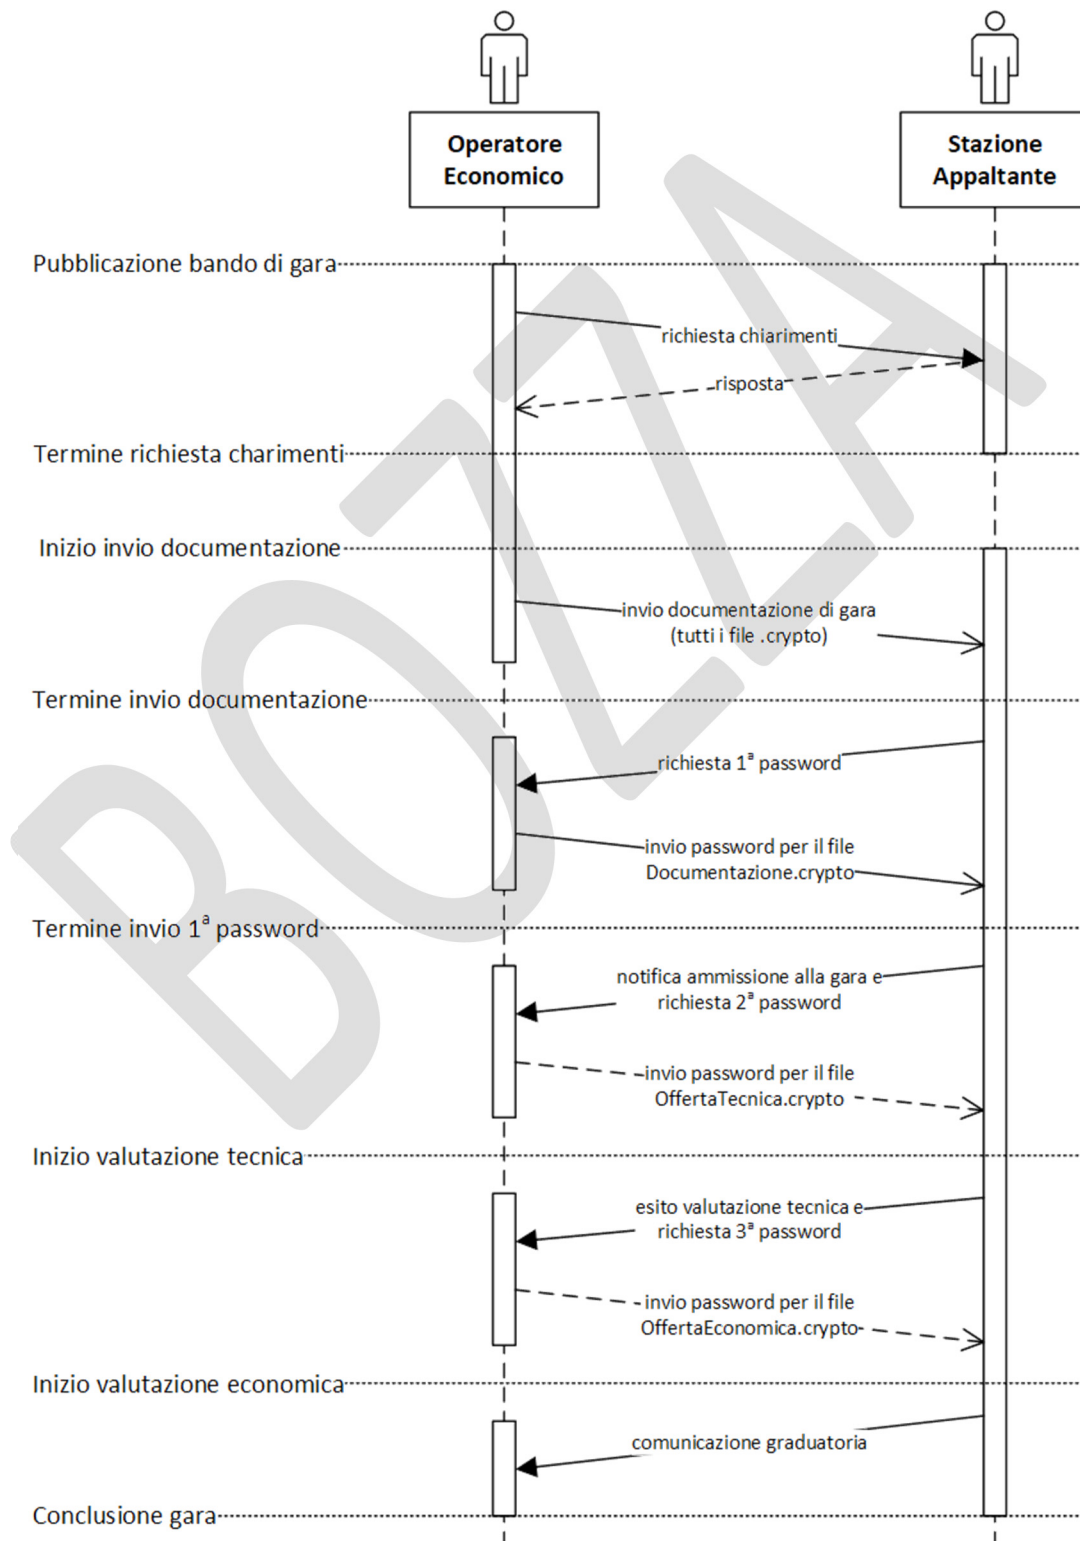 Operatore
Economico
Stazione
Appaltante
Pubblicazione bando di gara
richiesta chiarimenti
risposta
Termine richiesta charimenti
Inizio invio documentazione
invio documentazione di gara
(tutti i file .crypto)
Termine invio documentazione
richiesta 1ª password
invio password per il file
Documentazione.crypto
Termine invio 1ª password
notifica ammissione alla gara e
richiesta 2ª password
invio password per il file
OffertaTecnica.crypto
Inizio valutazione tecnica
esito valutazione tecnica e
richiesta 3ª password
invio password per il file
OffertaEconomica.crypto
Inizio valutazione economica
comunicazione graduatoria
Conclusione gara
BOZZA